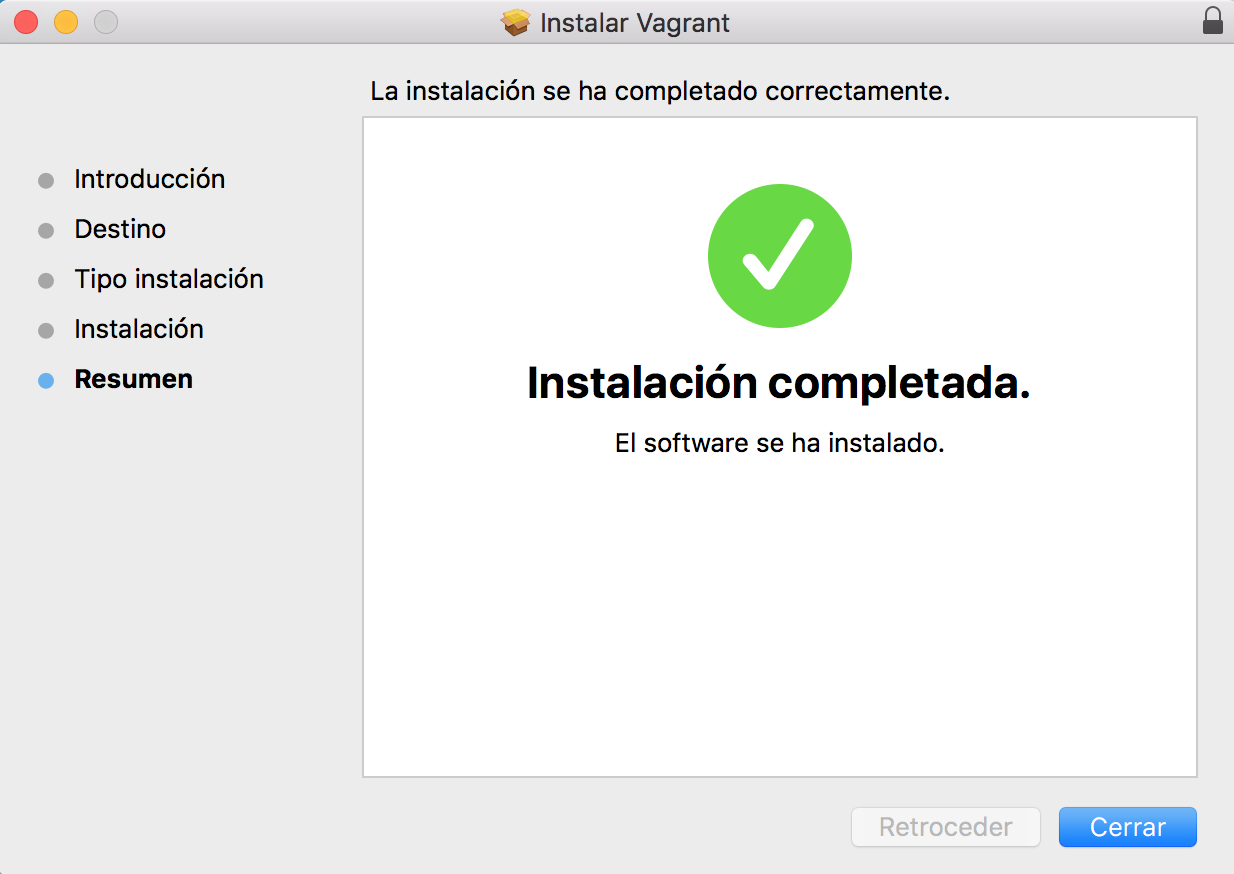 Instalar Vagrant
La instalación se ha completado correctamente.
Introducción
Destino
Tipo instalación
Instalación
Resumen
Instalación completada.
El software se ha instalado.
Retroceder
Cerrar